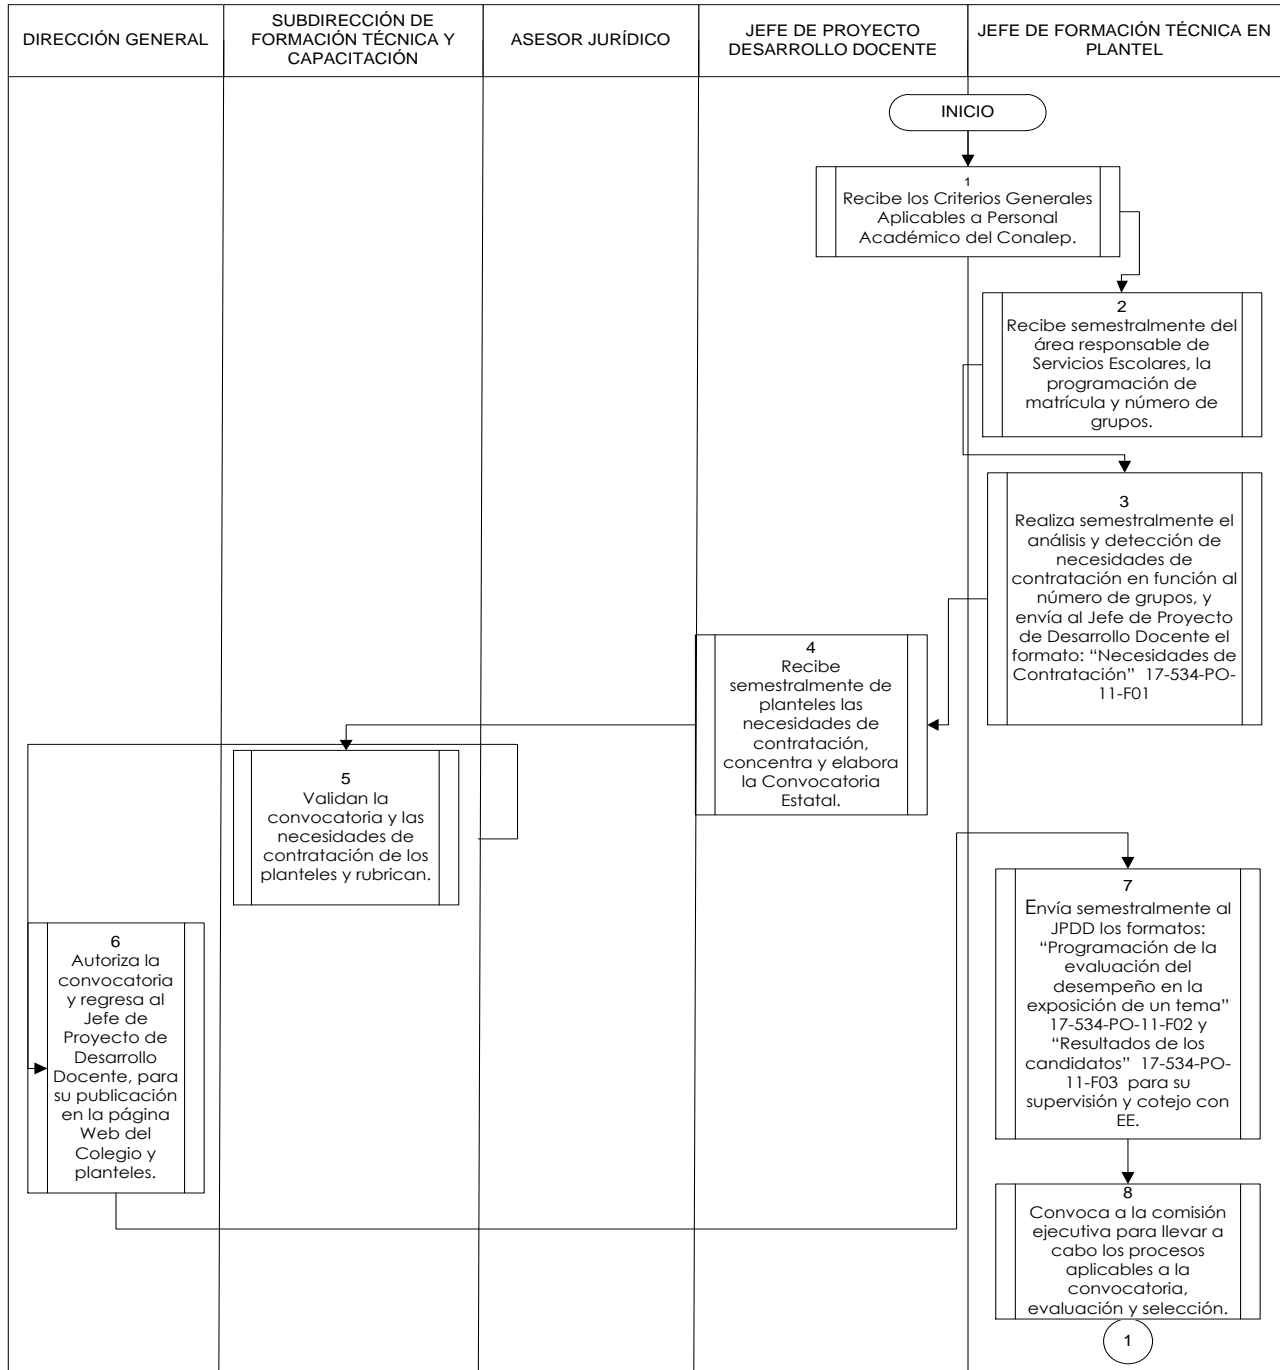 DIRECCIÓN GENERAL
SUBDIRECCIÓN DE
FORMACIÓN TÉCNICA Y
CAPACITACIÓN
ASESOR JURÍDICO
JEFE DE PROYECTO
DESARROLLO DOCENTE
JEFE DE FORMACIÓN TÉCNICA EN
PLANTEL
INICIO
1
Recibe los Criterios Generales
Aplicables a Personal
Académico del Conalep.
2
Recibe semestralmente del
área responsable de
Servicios Escolares, la
programación de
matrícula y número de
grupos.
3
Realiza semestralmente el
análisis y detección de
necesidades de
contratación en función al
número de grupos, y
envía al Jefe de Proyecto
de Desarrollo Docente el
formato: “Necesidades de
Contratación” 17-534-PO-
11-F01
4
Recibe
semestralmente de
planteles las
necesidades de
contratación,
concentra y elabora
la Convocatoria
Estatal.
5
Validan la
convocatoria y las
necesidades de
contratación de los
planteles y rubrican.
6
Autoriza la
convocatoria
y regresa al
Jefe de
Proyecto de
Desarrollo
Docente, para
su publicación
en la página
Web del
Colegio y
planteles.
7
Envía semestralmente al
JPDD los formatos:
“Programación de la
evaluación del
desempeño en la
exposición de un tema”
17-534-PO-11-F02 y
“Resultados de los
candidatos” 17-534-PO-
11-F03 para su
supervisión y cotejo con
EE.
8
Convoca a la comisión
ejecutiva para llevar a
cabo los procesos
aplicables a la
convocatoria,
evaluación y selección.
1